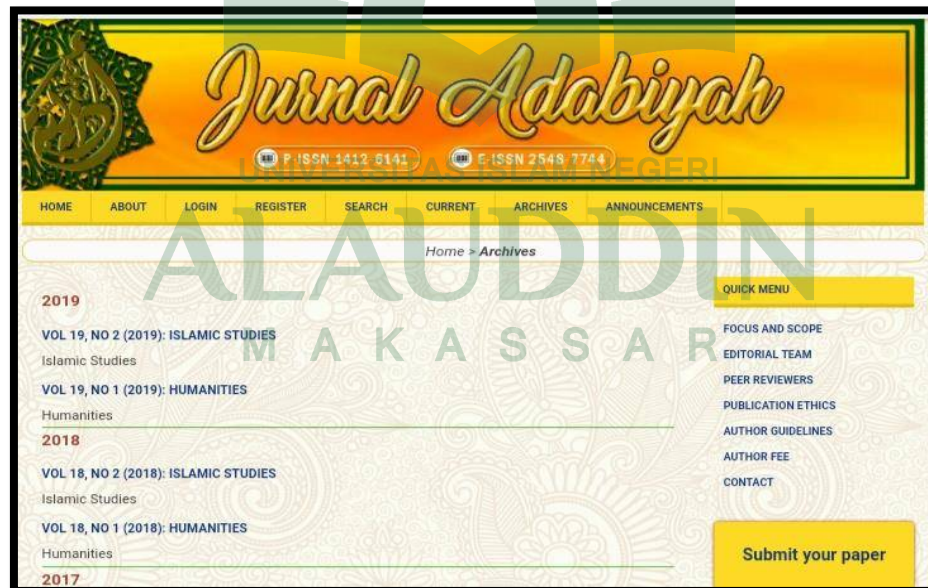 Jurnal Adabiyah
P-ISSN 1412-6141 E-ISSN 2548-7744
UNIVERSITAS ISLAM NEGERI
HOME ABOUT LOGIN REGISTER SEARCH CURRENT ARCHIVES ANNOUNCEMENTS
ALAUDDIN
Home > Archives
MAKASSAR
2019
VOL 19, NO 2 (2019): ISLAMIC STUDIES
Islamic Studies
VOL 19, NO 1 (2019): HUMANITIES
Humanities
2018
VOL 18, NO 2 (2018): ISLAMIC STUDIES
Islamic Studies
VOL 18, NO 1 (2018): HUMANITIES
Humanities
2017
QUICK MENU
FOCUS AND SCOPE
EDITORIAL TEAM
PEER REVIEWERS
PUBLICATION ETHICS
AUTHOR GUIDELINES
AUTHOR FEE
CONTACT
Submit your paper